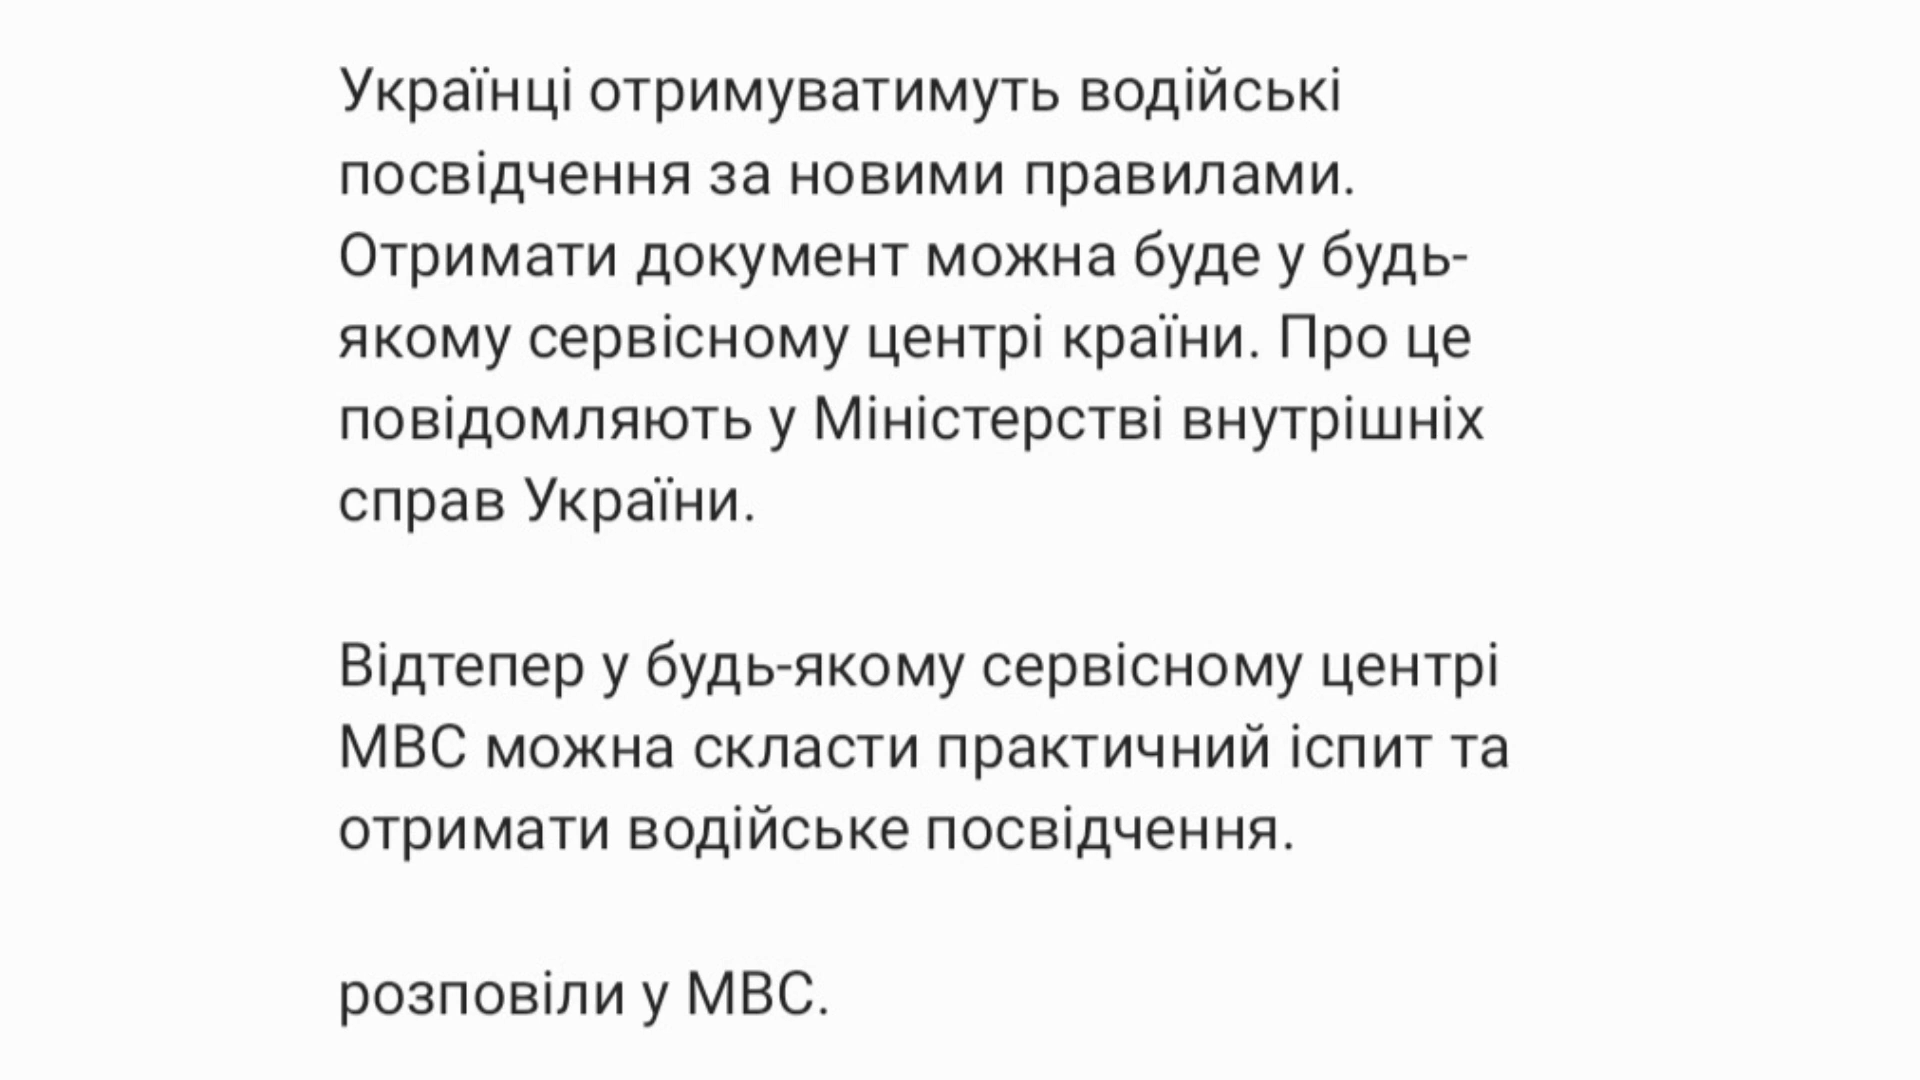 Українці отримуватимуть водійські
посвідчення за новими правилами.
Отримати документ можна буде у будь-
якому сервісному центрі країни. Про це
повідомляють у Міністерстві внутрішніх
справ України.
Відтепер у будь-якому сервісному центрі
МВС можна скласти практичний іспит та
отримати водійське посвідчення.
розповіли у МВС.